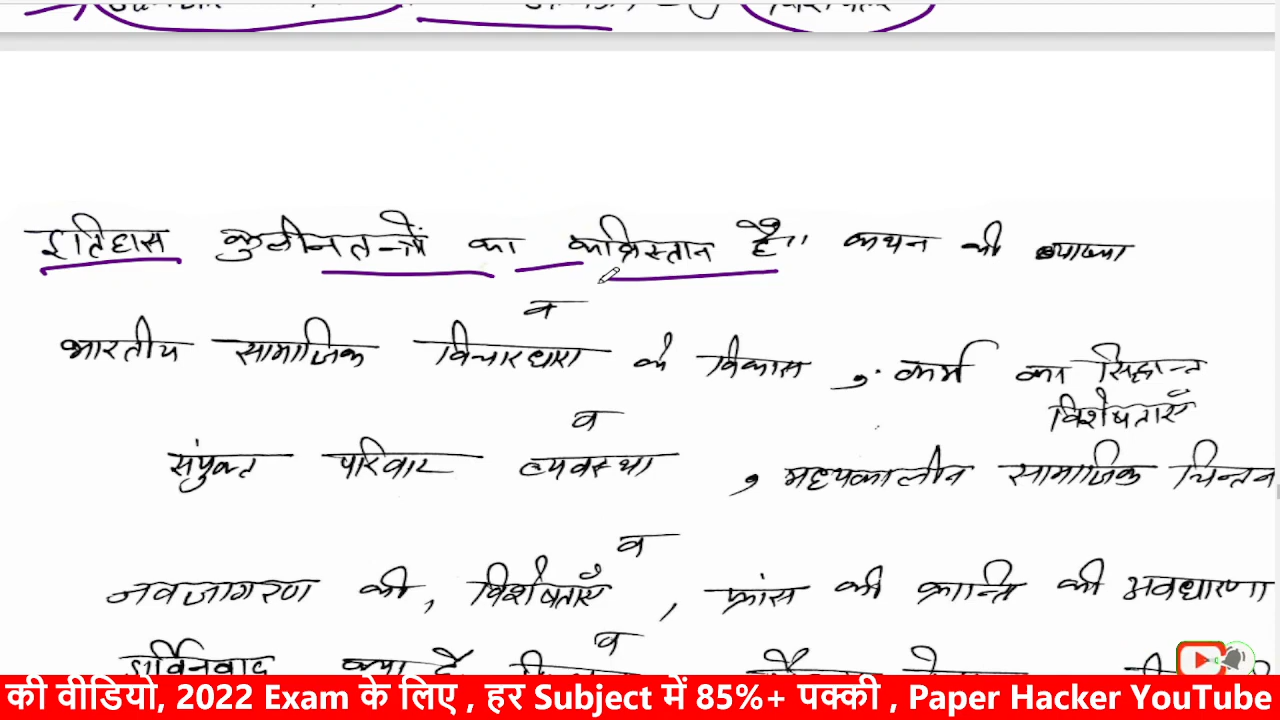 इतिहास कुलीनतन्त्रों का कब्रिस्तान है" कथन की व्याख्या
व
भारतीय सामाजिक विचारधारा के विकास , कर्म का सिद्धान्त
विशेषताएँ
व
संयुक्त परिवार व्यवस्था , मध्यकालीन सामाजिक चिन्तन
व
नवजागरण की, विशेषताएँ , फ्रांस की क्रान्ति की अवधारणा
व
डार्विनवाद क्या है
की वीडियो, 2022 Exam के लिए , हर Subject में 85%+ पक्की , Paper Hacker YouTube